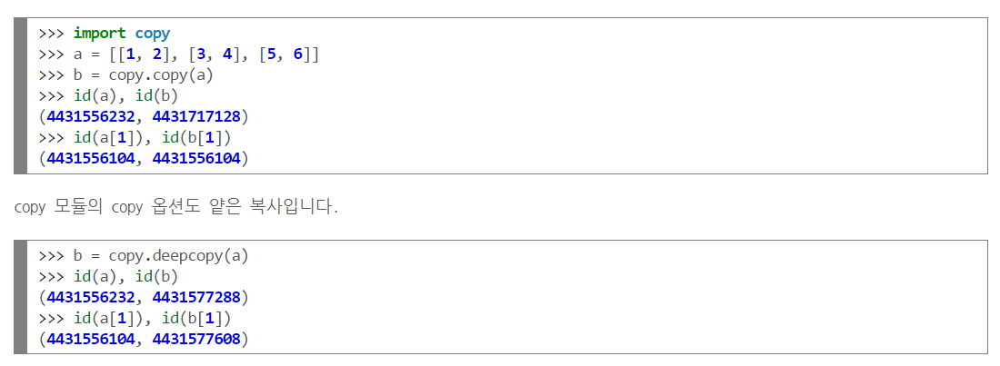 >>> import copy
>>> a = [[1, 2], [3, 4], [5, 6]]
>>> b = copy.copy(a)
>>> id(a), id(b)
(4431556232, 4431717128)
>>> id(a[1]), id(b[1])
(4431556104, 4431556104)
copy 모듈의 copy 옵션도 얕은 복사입니다.
>>> b = copy.deepcopy(a)
>>> id(a), id(b)
(4431556232, 4431577288)
>>> id(a[1]), id(b[1])
(4431556104, 4431577608)